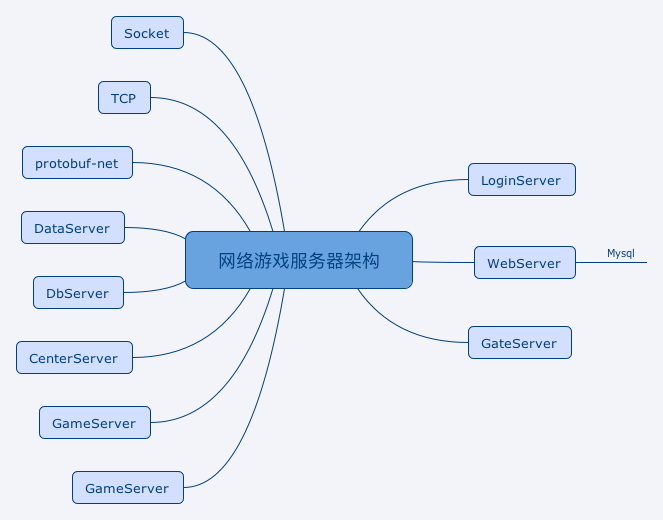 Socket
TCP
protobuf-net
DataServer
DbServer
CenterServer
GameServer
GameServer
网络游戏服务器架构
LoginServer
WebServer
Mysql
GateServer